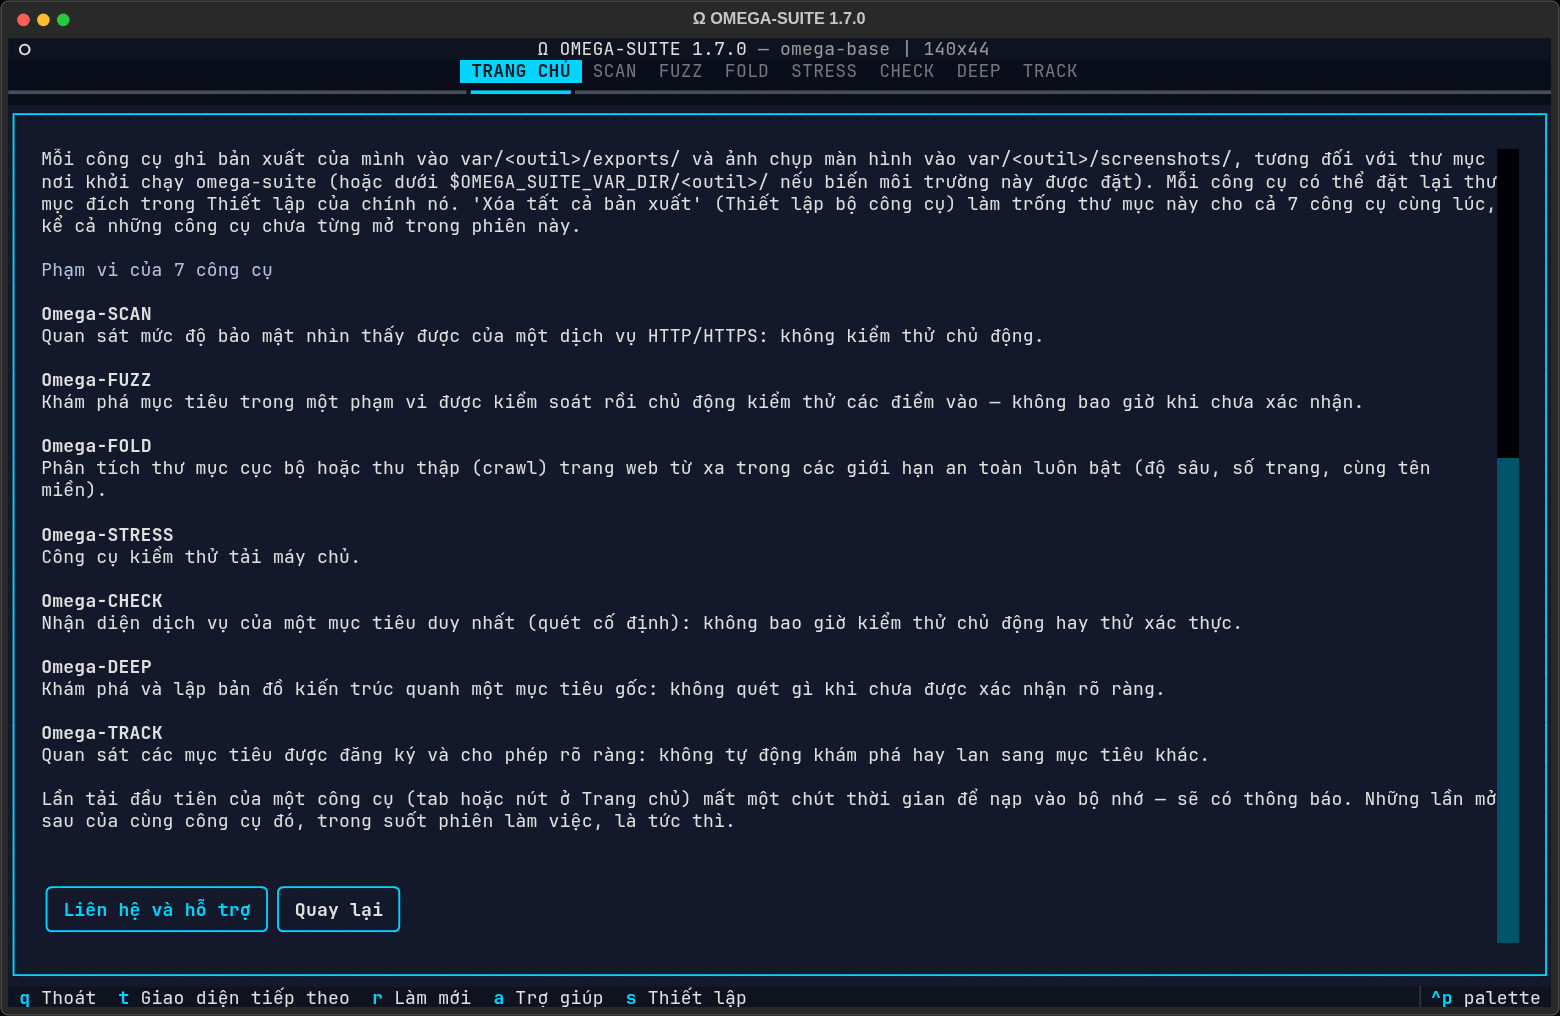 Ω OMEGA-SUITE 1.7.0
Ω OMEGA-SUITE 1.7.0 — omega-base | 140x44
TRANG CHỦ SCAN FUZZ FOLD STRESS CHECK DEEP TRACK
Mỗi công cụ ghi bản xuất của mình vào var/<outil>/exports/ và ảnh chụp màn hình vào var/<outil>/screenshots/, tương đối với thư mục
nơi khởi chạy omega-suite (hoặc dưới $OMEGA_SUITE_VAR_DIR/<outil>/ nếu biến môi trường này được đặt). Mỗi công cụ có thể đặt lại thư
mục đích trong Thiết lập của chính nó. 'Xóa tất cả bản xuất' (Thiết lập bộ công cụ) làm trống thư mục này cho cả 7 công cụ cùng lúc,
kể cả những công cụ chưa từng mở trong phiên này.
Phạm vi của 7 công cụ
Omega-SCAN
Quan sát mức độ bảo mật nhìn thấy được của một dịch vụ HTTP/HTTPS: không kiểm thử chủ động.
Omega-FUZZ
Khám phá mục tiêu trong một phạm vi được kiểm soát rồi chủ động kiểm thử các điểm vào — không bao giờ khi chưa xác nhận.
Omega-FOLD
Phân tích thư mục cục bộ hoặc thu thập (crawl) trang web từ xa trong các giới hạn an toàn luôn bật (độ sâu, số trang, cùng tên
miền).
Omega-STRESS
Công cụ kiểm thử tải máy chủ.
Omega-CHECK
Nhận diện dịch vụ của một mục tiêu duy nhất (quét cố định): không bao giờ kiểm thử chủ động hay thử xác thực.
Omega-DEEP
Khám phá và lập bản đồ kiến trúc quanh một mục tiêu gốc: không quét gì khi chưa được xác nhận rõ ràng.
Omega-TRACK
Quan sát các mục tiêu được đăng ký và cho phép rõ ràng: không tự động khám phá hay lan sang mục tiêu khác.
Lần tải đầu tiên của một công cụ (tab hoặc nút ở Trang chủ) mất một chút thời gian để nạp vào bộ nhớ — sẽ có thông báo. Những lần mở
sau của cùng công cụ đó, trong suốt phiên làm việc, là tức thì.
Liên hệ và hỗ trợ Quay lại
q Thoát t Giao diện tiếp theo r Làm mới a Trợ giúp s Thiết lập ^p palette